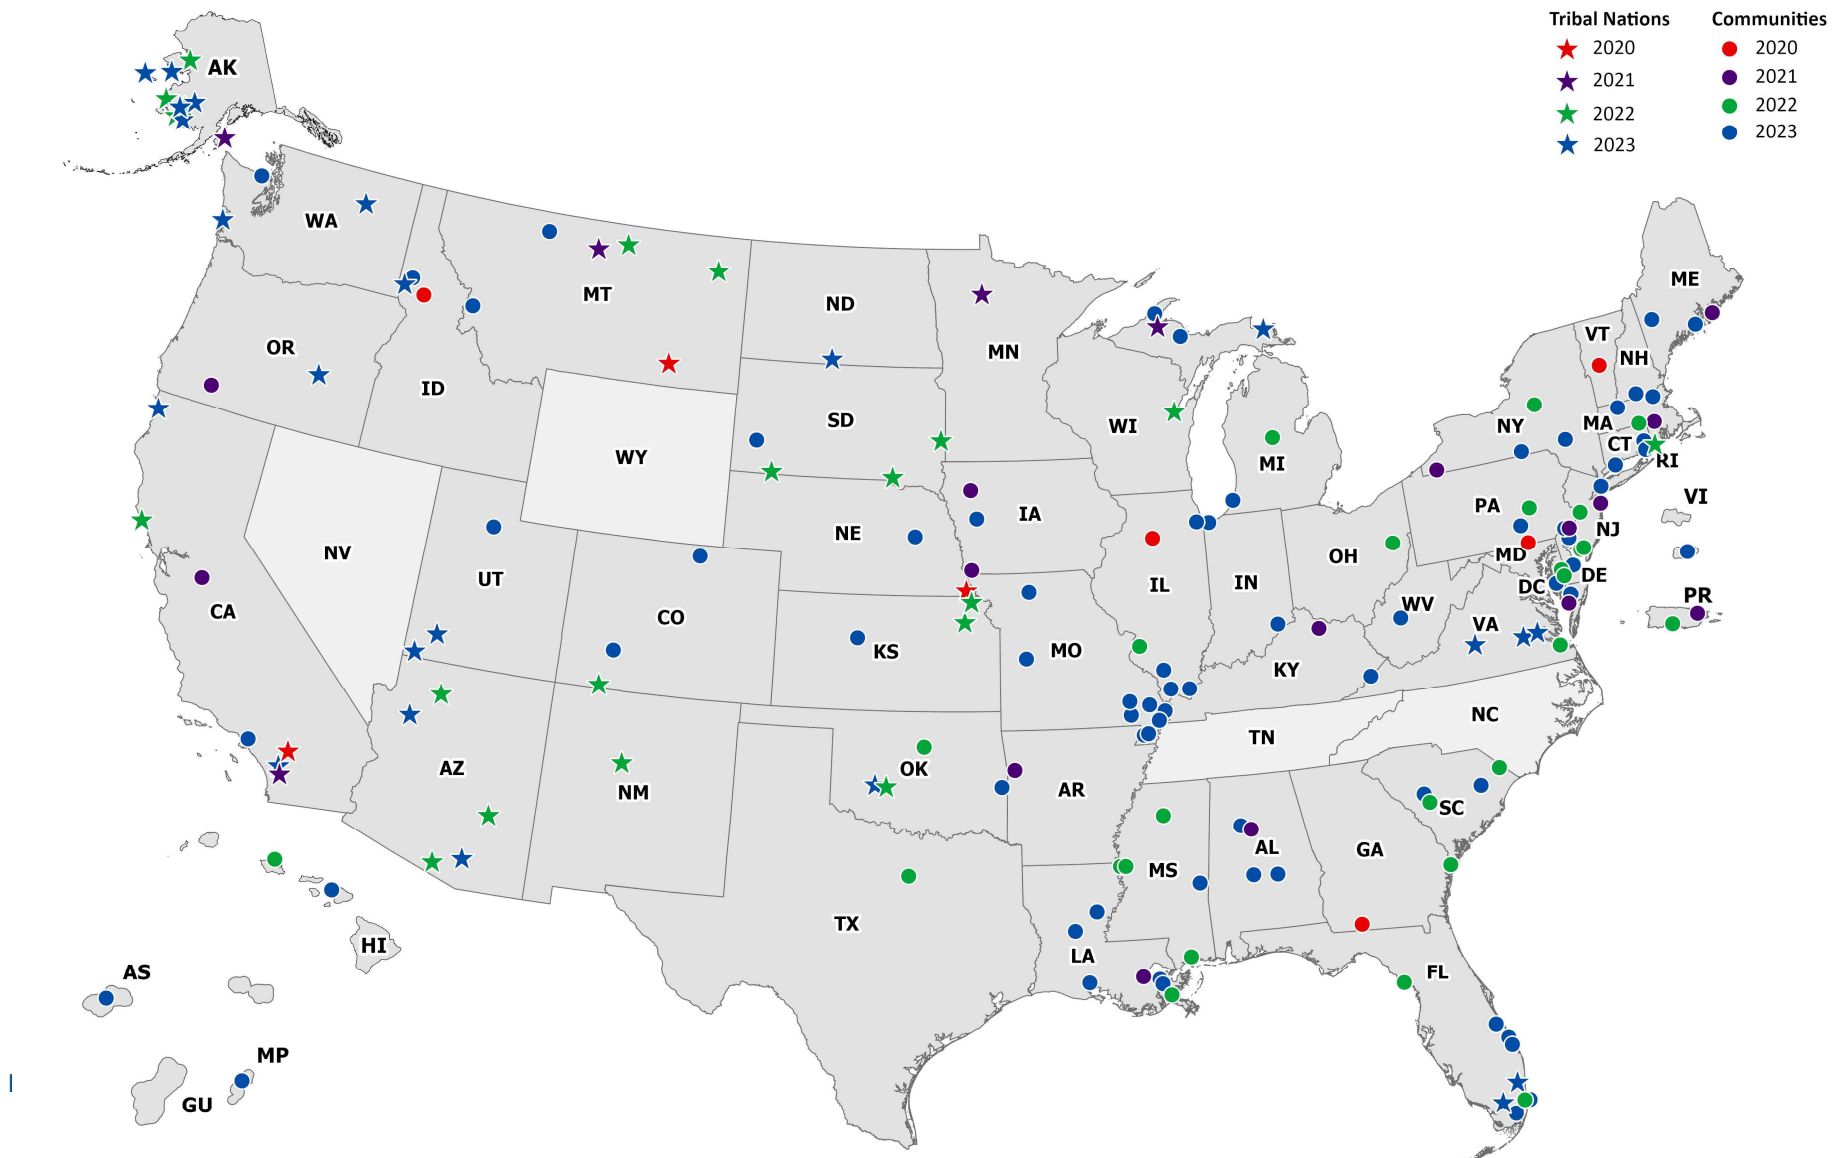 Tribal Nations Communities
2020 2020
2021 2021
2022 2022
2023 2023
AK
WA
MT
ND
MN
ME
VT
NH
OR
ID
SD
WI
MI
NY
MA
CT
RI
WY
VI
NV
UT
NE
IA
PA
NJ
MD
OH
IL
IN
DC
DE
PR
CA
CO
KS
MO
WV
VA
KY
NC
TN
AZ
NM
OK
AR
SC
MS
AL
GA
TX
LA
FL
HI
AS
MP
GU